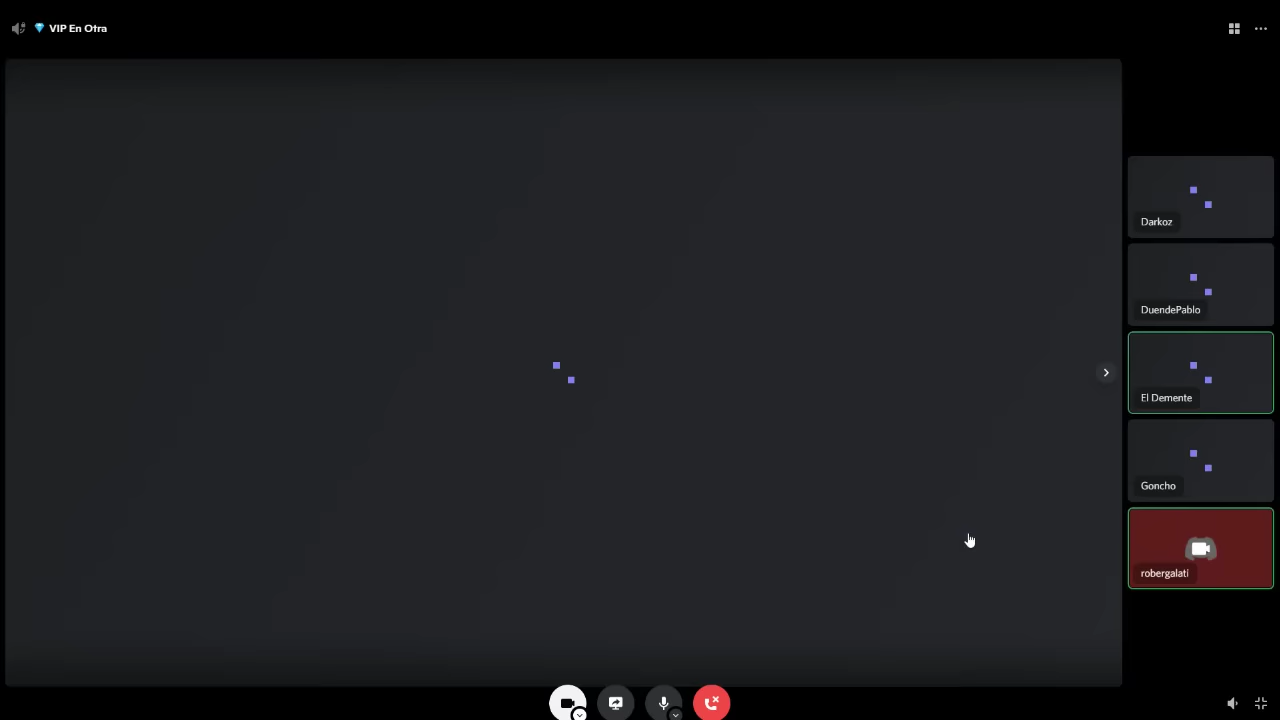 VIP En Otra
Darkoz
DuendePablo
El Demente
Goncho
robergalati